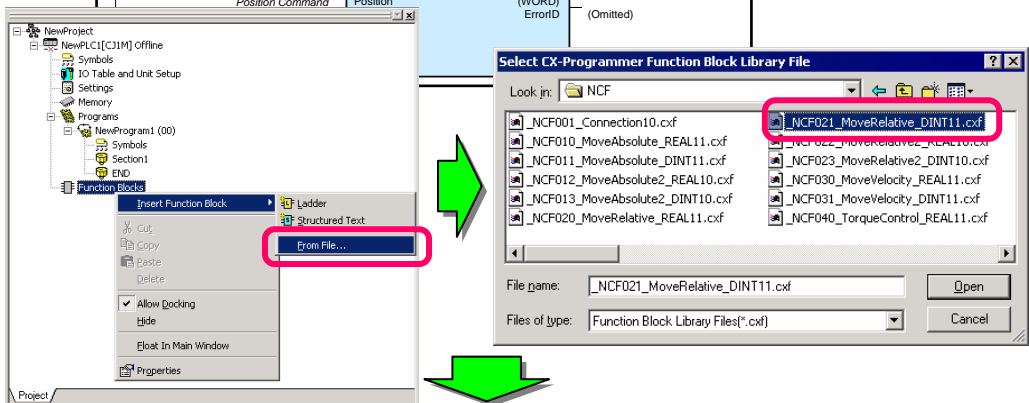 Position Command
Position
(WORD)
ErrorID
(Omitted)
NewProject
NewPLC1[CJ1M] Offline
Symbols
IO Table and Unit Setup
Settings
Memory
Programs
NewProgram1 (00)
Symbols
Section1
END
Function Blocks
Insert Function Block
Cut
Copy
Paste
Delete
Allow Docking
Hide
Float In Main Window
Properties
Ladder
Structured Text
From File...
Project
Select CX-Programmer Function Block Library File
Look in:
NCF
_NCF001_Connection10.cxf
_NCF010_MoveAbsolute_REAL11.cxf
_NCF011_MoveAbsolute_DINT11.cxf
_NCF012_MoveAbsolute2_REAL10.cxf
_NCF013_MoveAbsolute2_DINT10.cxf
_NCF020_MoveRelative_REAL11.cxf
_NCF021_MoveRelative_DINT11.cxf
_NCF022_MoveRelative2_REAL10.cxf
_NCF023_MoveRelative2_DINT10.cxf
_NCF030_MoveVelocity_REAL11.cxf
_NCF031_MoveVelocity_DINT11.cxf
_NCF040_TorqueControl_REAL11.cxf
File name:
_NCF021_MoveRelative_DINT11.cxf
Open
Files of type:
Function Block Library Files(*.cxf)
Cancel